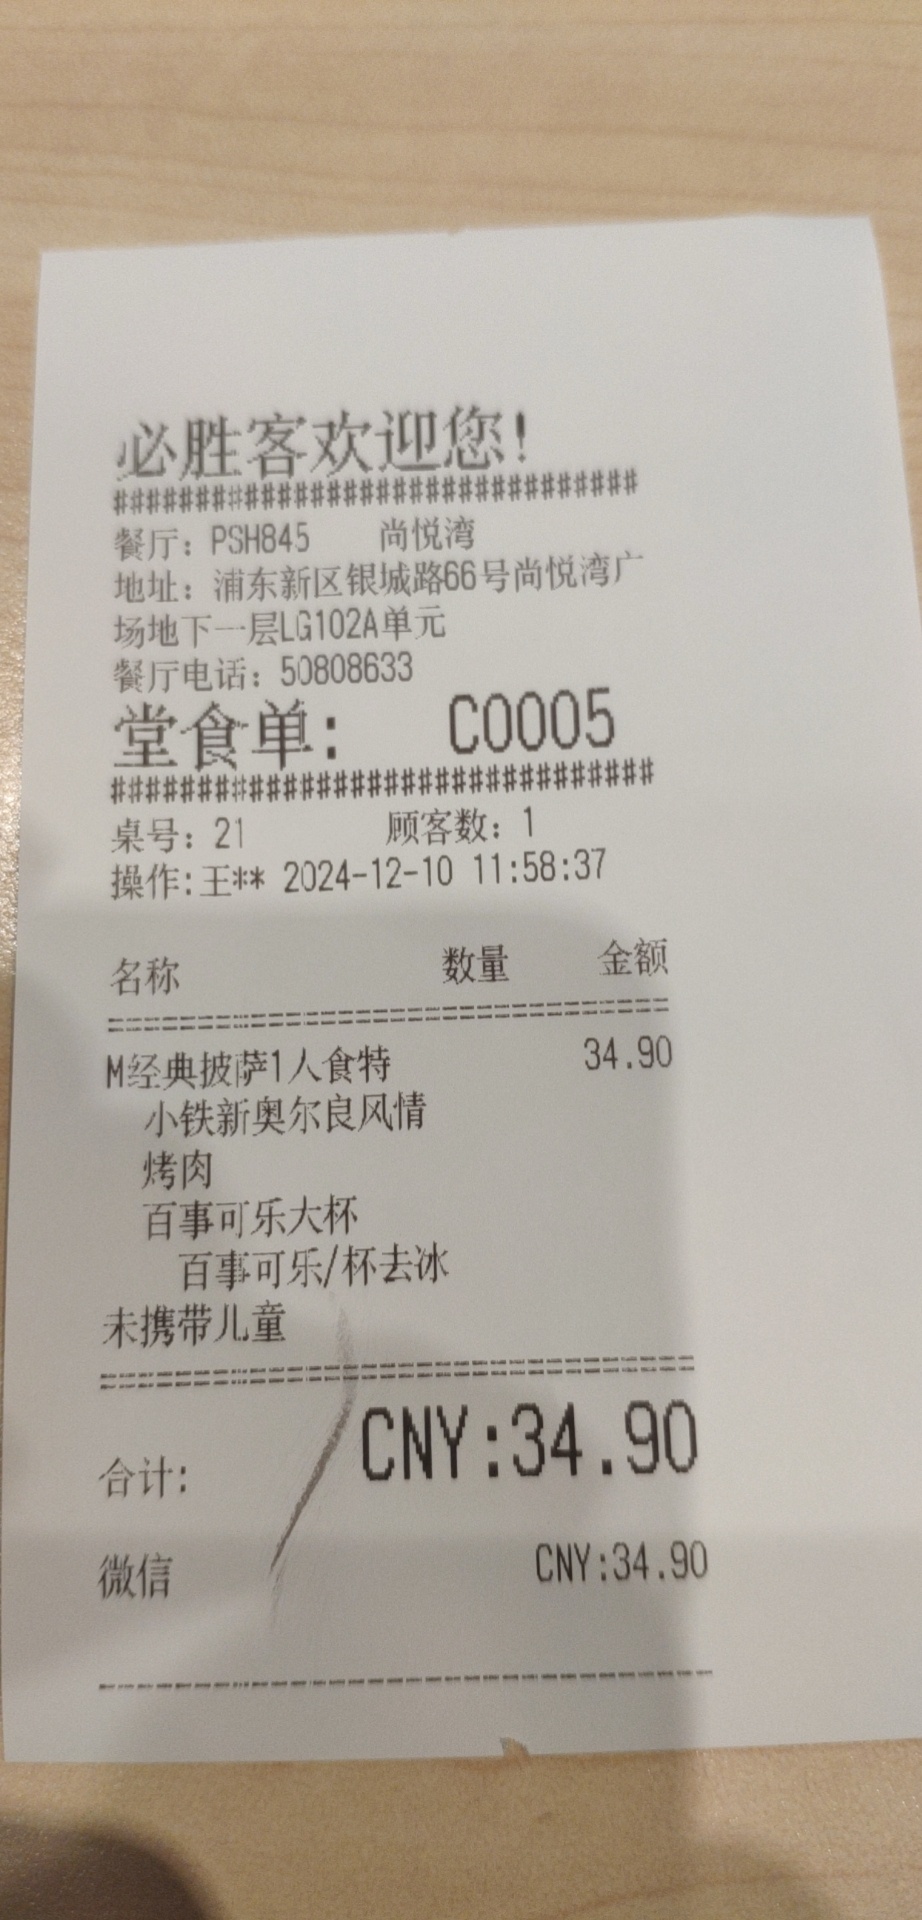 必胜客欢迎您!
#################################
餐厅: PSH845 尚悦湾
地址: 浦东新区银城路66号尚悦湾广
场地下一层LG102A单元
餐厅电话: 50808633
堂食单: C0005
#################################
桌号: 21 顾客数: 1
操作:王** 2024-12-10 11:58:37
名称 数量 金额
M经典披萨1人食特 34.90
小铁新奥尔良风情
烤肉
百事可乐大杯
百事可乐/杯去冰
未携带儿童
合计: CNY:34.90
微信 CNY:34.90